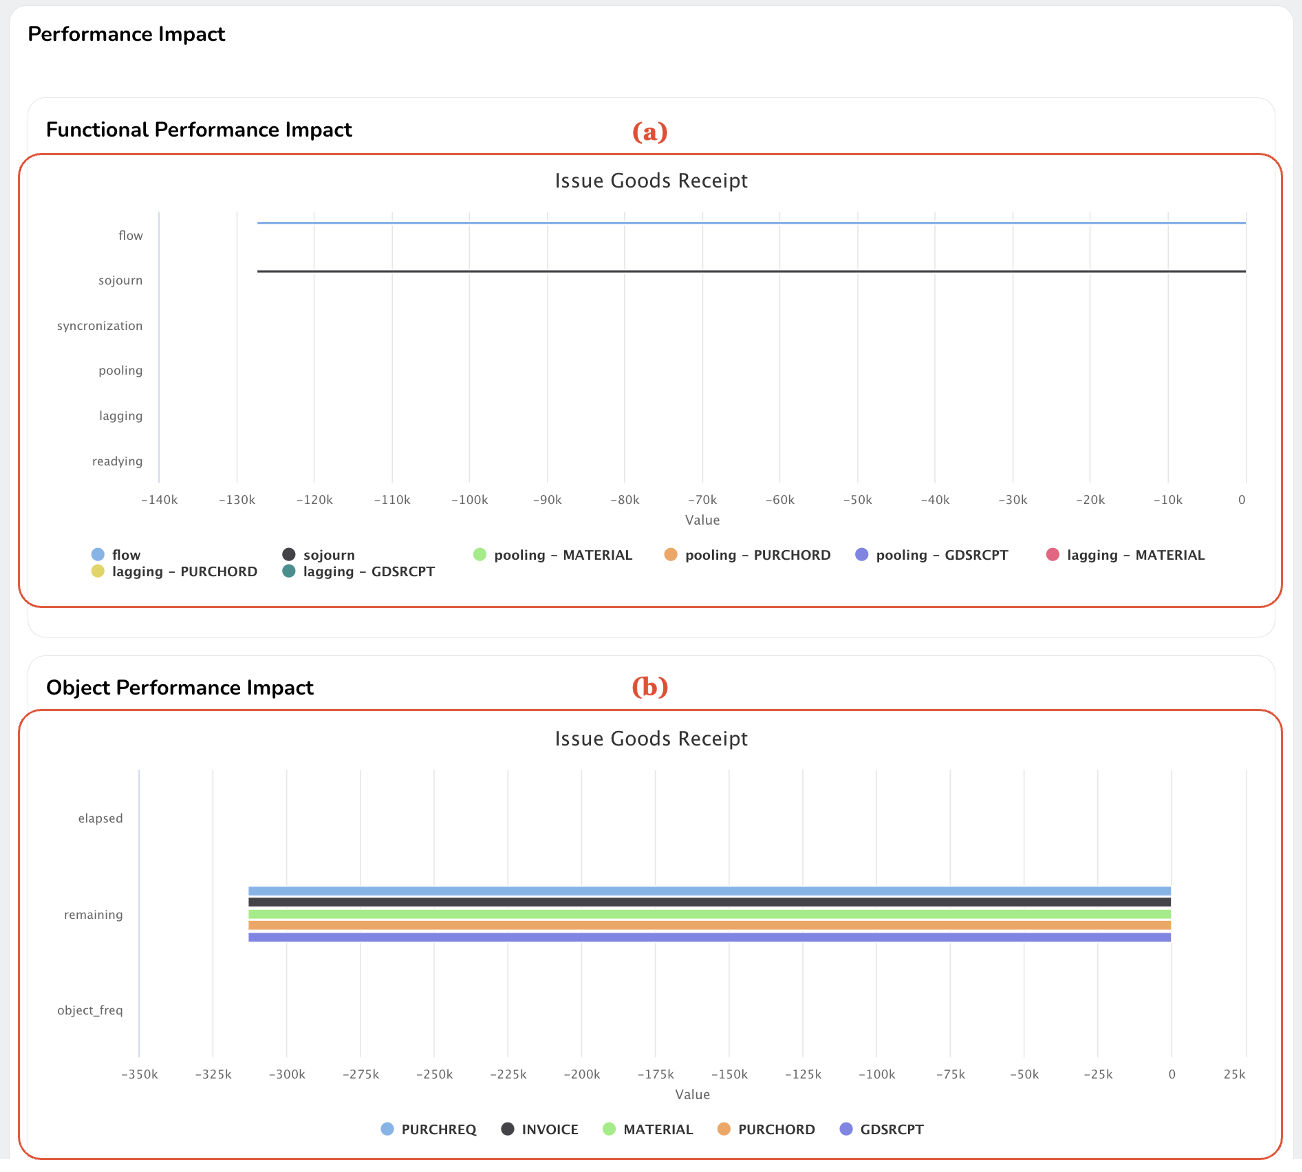 Performance Impact
Functional Performance Impact
(a)
Issue Goods Receipt
flow
sojourn
syncronization
pooling
lagging
readying
-140k -130k -120k -110k -100k -90k -80k -70k -60k -50k -40k -30k -20k -10k 0
Value
flow sojourn pooling - MATERIAL pooling - PURCHORD pooling - GDSRCPT lagging - MATERIAL
lagging - PURCHORD lagging - GDSRCPT
Object Performance Impact
(b)
Issue Goods Receipt
elapsed
remaining
object_freq
-350k -325k -300k -275k -250k -225k -200k -175k -150k -125k -100k -75k -50k -25k 0 25k
Value
PURCHREQ INVOICE MATERIAL PURCHORD GDSRCPT